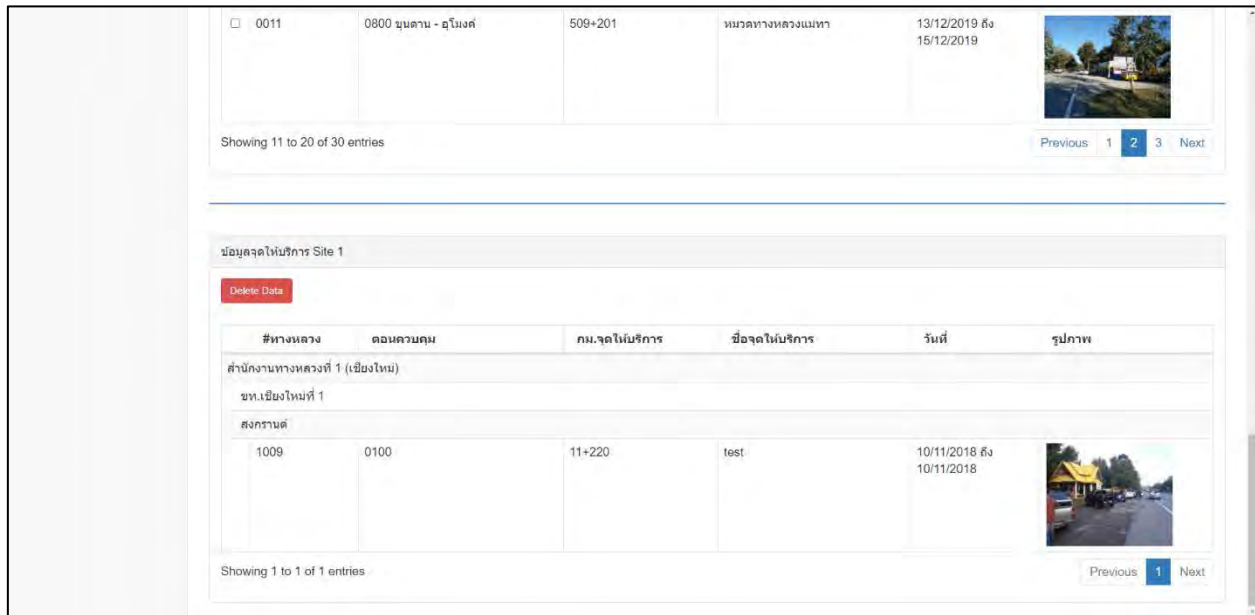 0011 0800 ขุนตาน - อุโมงค์ 509+201 หมวดทางหลวงแม่ทา 13/12/2019 ถึง
15/12/2019
Showing 11 to 20 of 30 entries Previous 1 2 3 Next
ข้อมูลจุดให้บริการ Site 1
Delete Data
#ทางหลวง ตอนควบคุม กม.จุดให้บริการ ชื่อจุดให้บริการ วันที่ รูปภาพ
สำนักงานทางหลวงที่ 1 (เชียงใหม่)
ขท.เชียงใหม่ที่ 1
สงกรานต์
1009 0100 11+220 test 10/11/2018 ถึง
10/11/2018
Showing 1 to 1 of 1 entries Previous 1 Next